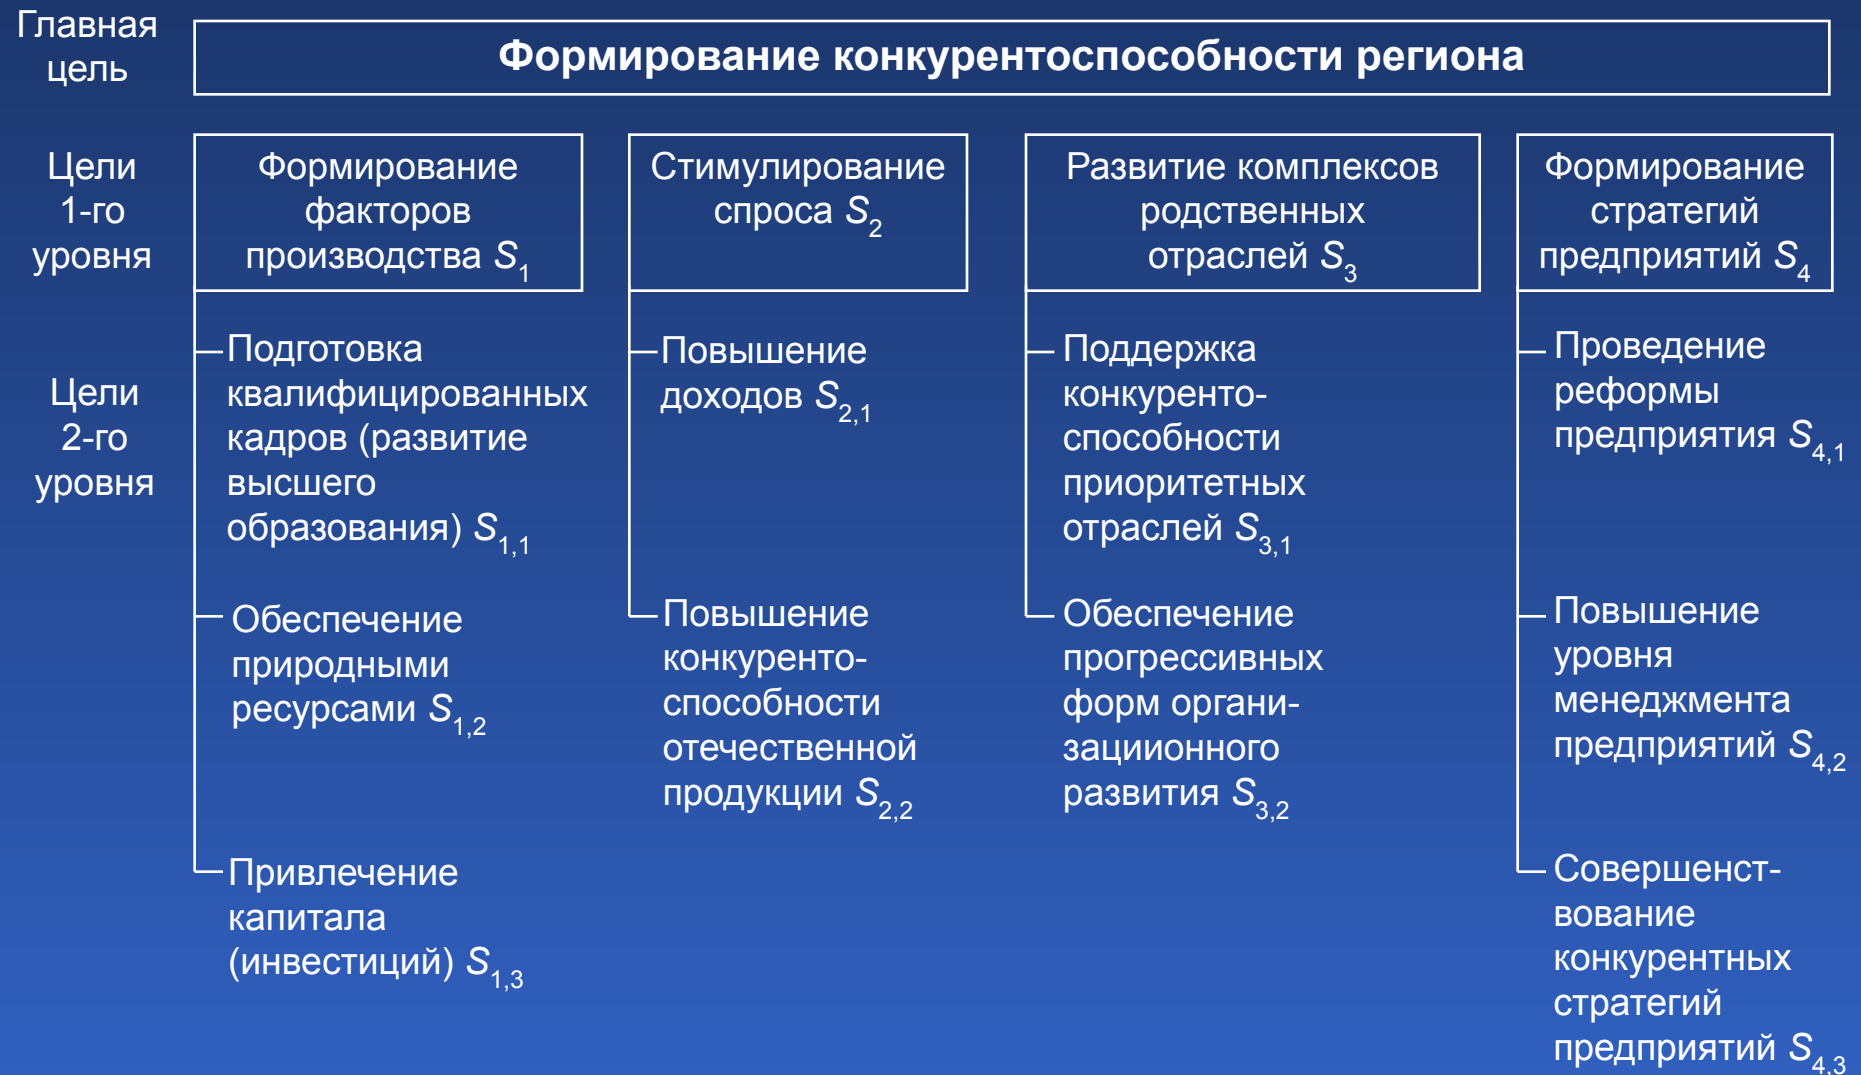 Главная
цель
Формирование конкурентоспособности региона
Цели
1-го
уровня
Формирование
факторов
производства S1
Стимулирование
спроса S2
Развитие комплексов
родственных
отраслей S3
Формирование
стратегий
предприятий S4
Цели
2-го
уровня
Подготовка
квалифицированных
кадров (развитие
высшего
образования) S1,1
Обеспечение
природными
ресурсами S1,2
Привлечение
капитала
(инвестиций) S1,3
Повышение
доходов S2,1
Повышение
конкуренто-
способности
отечественной
продукции S2,2
Поддержка
конкуренто-
способности
приоритетных
отраслей S3,1
Обеспечение
прогрессивных
форм органи-
зациионного
развития S3,2
Проведение
реформы
предприятия S4,1
Повышение
уровня
менеджмента
предприятий S4,2
Совершенст-
вование
конкурентных
стратегий
предприятий S4,3